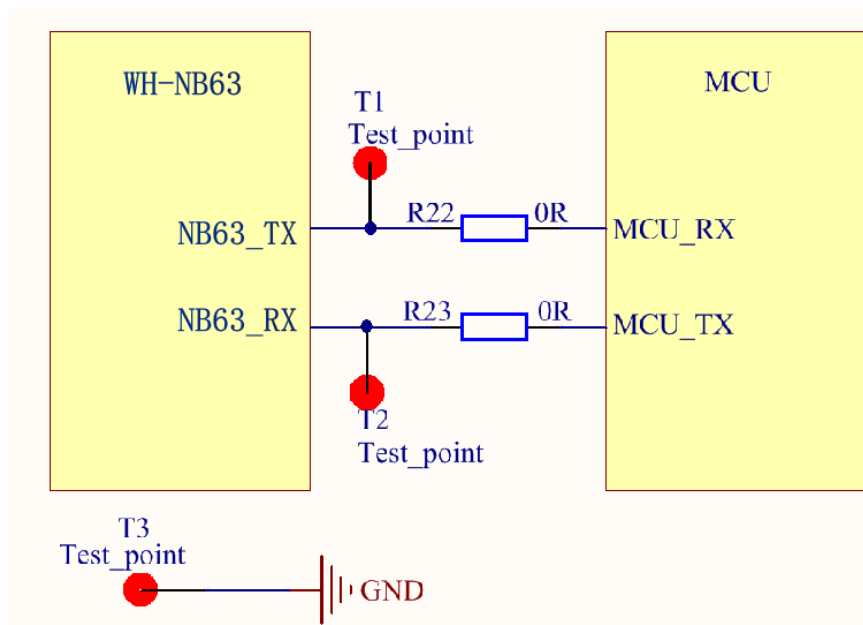 WH-NB63
MCU
T1
Test_point
R22
0R
NB63_TX
MCU_RX
R23
0R
NB63_RX
MCU_TX
T2
Test_point
T3
Test_point
GND